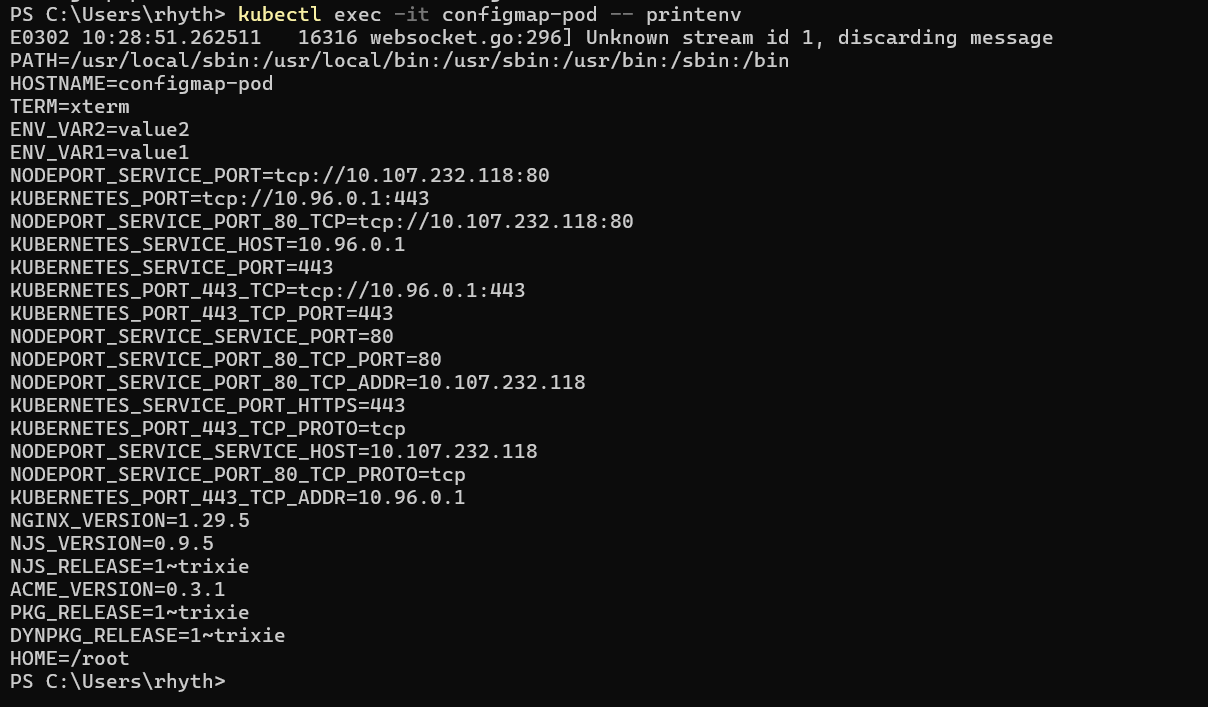 PS C:\Users\rhyth> kubectl exec -it configmap-pod -- printenv
E0302 10:28:51.262511   16316 websocket.go:296] Unknown stream id 1, discarding message
PATH=/usr/local/sbin:/usr/local/bin:/usr/sbin:/usr/bin:/sbin:/bin
HOSTNAME=configmap-pod
TERM=xterm
ENV_VAR2=value2
ENV_VAR1=value1
NODEPORT_SERVICE_PORT=tcp://10.107.232.118:80
KUBERNETES_PORT=tcp://10.96.0.1:443
NODEPORT_SERVICE_PORT_80_TCP=tcp://10.107.232.118:80
KUBERNETES_SERVICE_HOST=10.96.0.1
KUBERNETES_SERVICE_PORT=443
KUBERNETES_PORT_443_TCP=tcp://10.96.0.1:443
KUBERNETES_PORT_443_TCP_PORT=443
NODEPORT_SERVICE_SERVICE_PORT=80
NODEPORT_SERVICE_PORT_80_TCP_PORT=80
NODEPORT_SERVICE_PORT_80_TCP_ADDR=10.107.232.118
KUBERNETES_SERVICE_PORT_HTTPS=443
KUBERNETES_PORT_443_TCP_PROTO=tcp
NODEPORT_SERVICE_SERVICE_HOST=10.107.232.118
NODEPORT_SERVICE_PORT_80_TCP_PROTO=tcp
KUBERNETES_PORT_443_TCP_ADDR=10.96.0.1
NGINX_VERSION=1.29.5
NJS_VERSION=0.9.5
NJS_RELEASE=1~trixie
ACME_VERSION=0.3.1
PKG_RELEASE=1~trixie
DYNPKG_RELEASE=1~trixie
HOME=/root
PS C:\Users\rhyth>